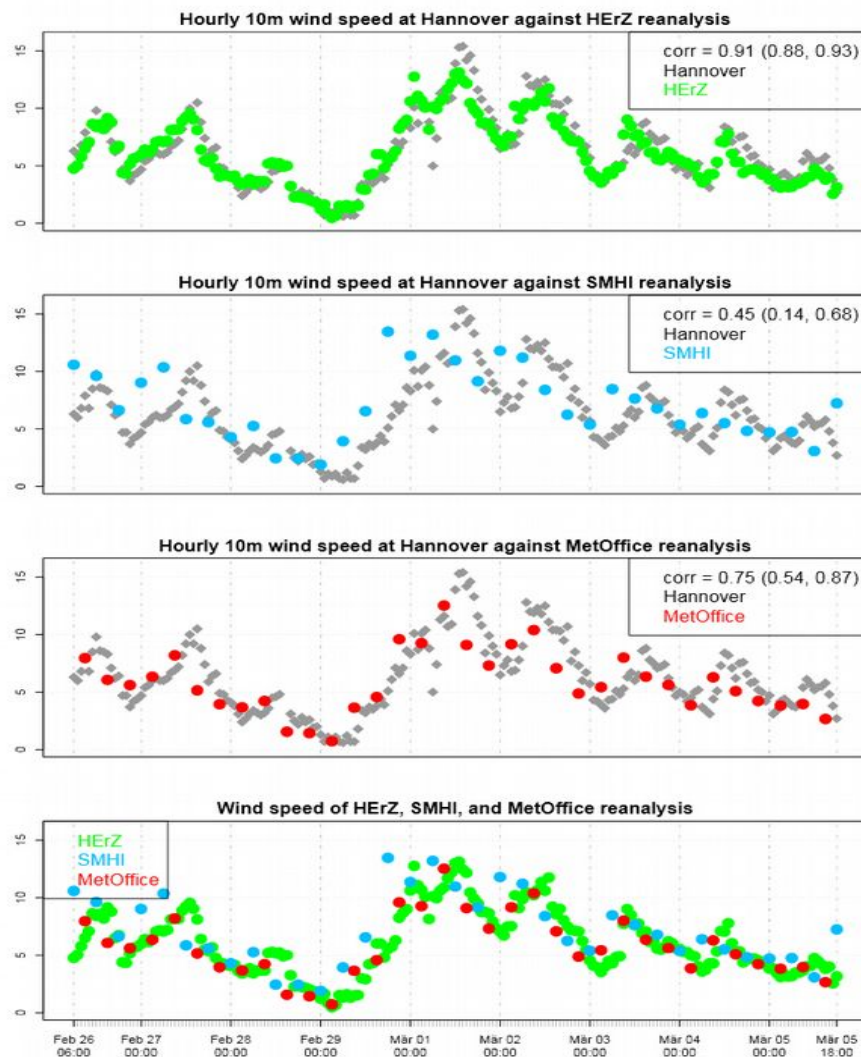 Hourly 10m wind speed at Hannover against HErZ reanalysis
corr = 0.91 (0.88, 0.93)
Hannover
HErZ
15
10
5
0
Hourly 10m wind speed at Hannover against SMHI reanalysis
corr = 0.45 (0.14, 0.68)
Hannover
SMHI
15
10
5
0
Hourly 10m wind speed at Hannover against MetOffice reanalysis
corr = 0.75 (0.54, 0.87)
Hannover
MetOffice
15
10
5
0
Wind speed of HErZ, SMHI, and MetOffice reanalysis
HErZ
SMHI
MetOffice
15
10
5
0
Feb 26 Feb 27 Feb 28 Feb 29 Mär 01 Mär 02 Mär 03 Mär 04 Mär 05 Mär 05
06:00 00:00 00:00 00:00 00:00 00:00 00:00 00:00 00:00 18:00